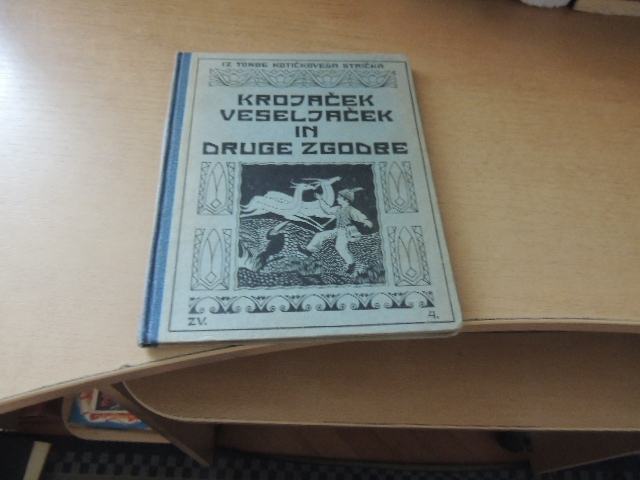 IZ TORBE KOTIČKOVEGA STRIČKA
KROJAČEK
VESELJAČEK
IN
DRUGE ZGODBE
ZV. 4.